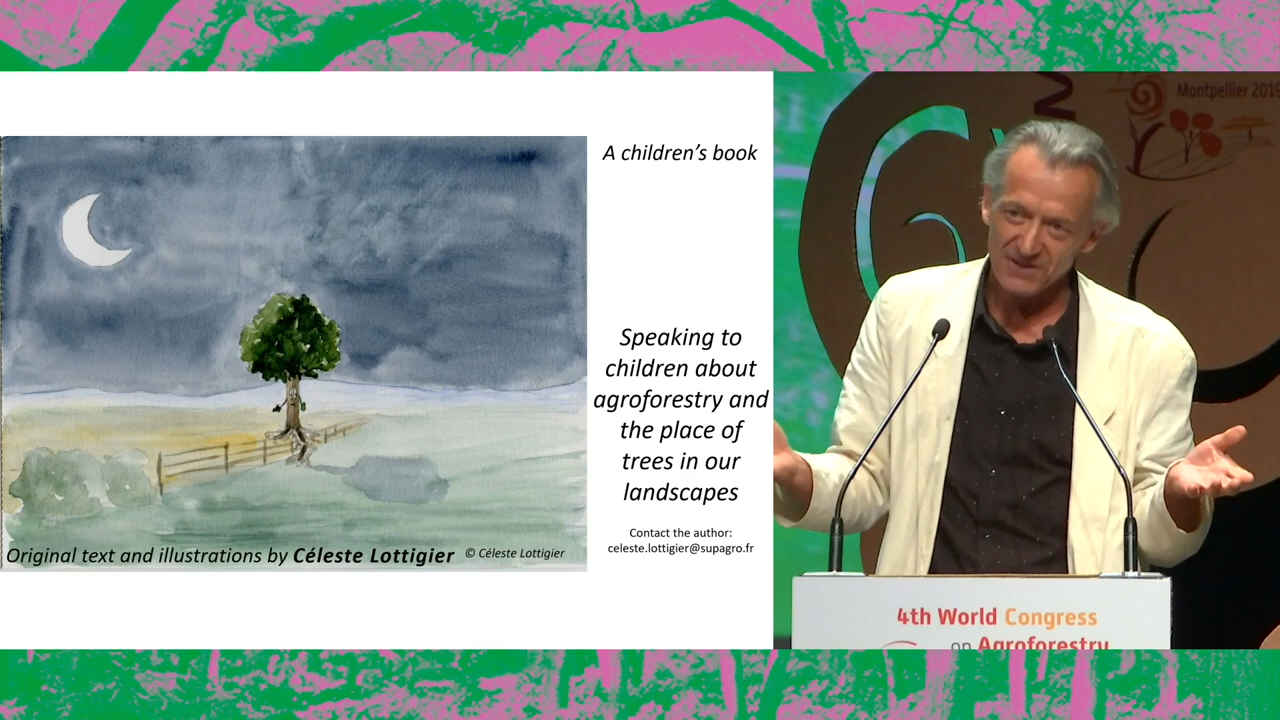 A children's book
Speaking to
children about
agroforestry and
the place of
trees in our
landscapes
Contact the author:
celeste.lottigier@supagro.fr
Original text and illustrations by Céleste Lottigier © Céleste Lottigier
Montpellier 2019
4th World Congress
on Agroforestry